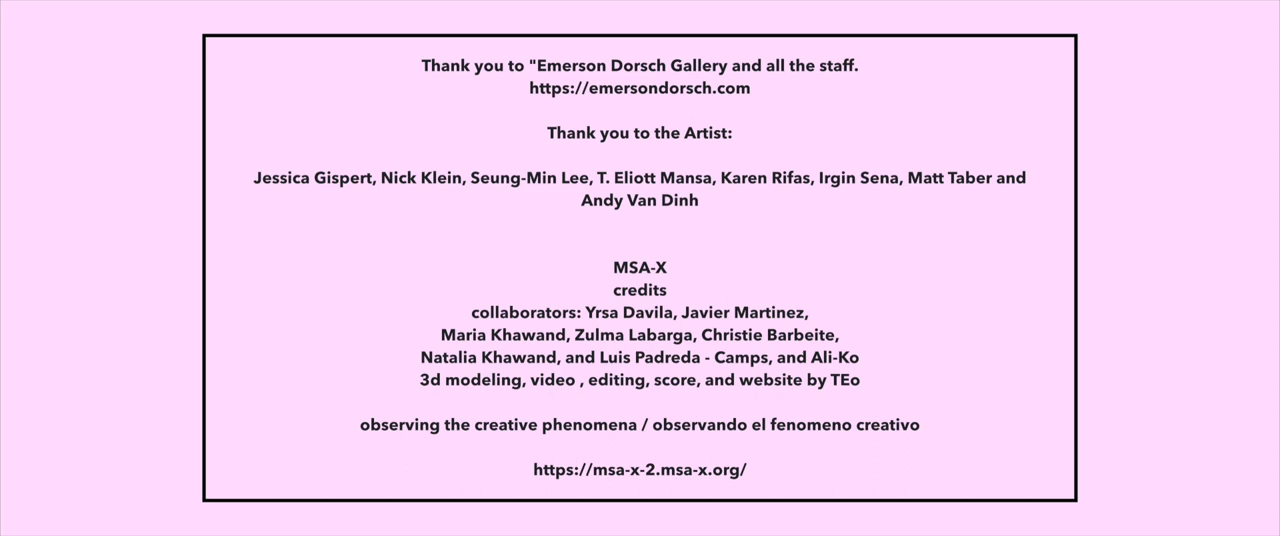 Thank you to "Emerson Dorsch Gallery and all the staff.
https://emersondorsch.com
Thank you to the Artist:
Jessica Gispert, Nick Klein, Seung-Min Lee, T. Eliott Mansa, Karen Rifas, Irgin Sena, Matt Taber and
Andy Van Dinh
MSA-X
credits
collaborators: Yrsa Davila, Javier Martinez,
Maria Khawand, Zulma Labarga, Christie Barbeite,
Natalia Khawand, and Luis Padreda - Camps, and Ali-Ko
3d modeling, video , editing, score, and website by TEo
observing the creative phenomena / observando el fenomeno creativo
https://msa-x-2.msa-x.org/